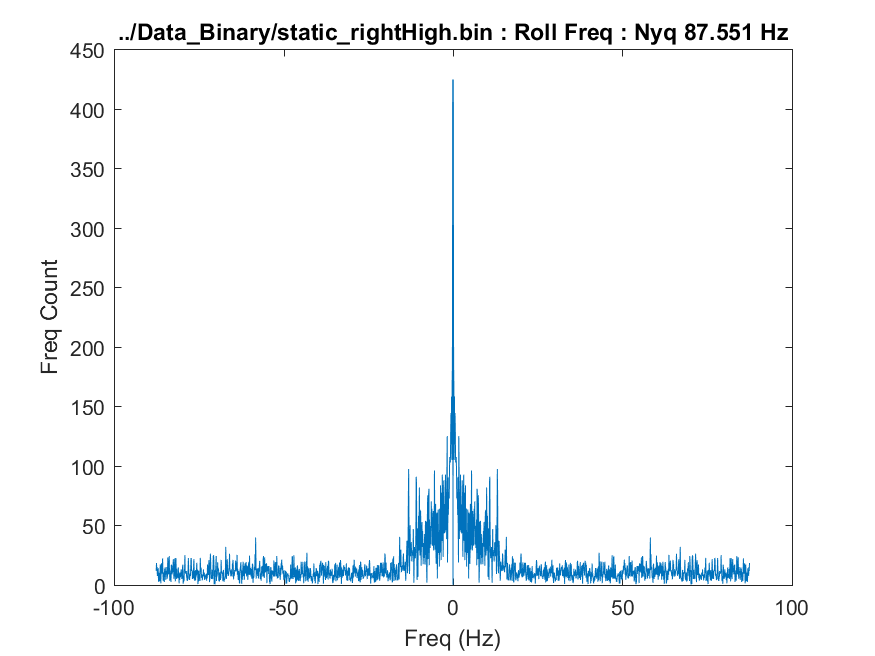 ../Data_Binary/static_rightHigh.bin : Roll Freq : Nyq 87.551 Hz
450
400
350
300
250
200
150
100
50
0
Freq Count
-100 -50 0 50 100
Freq (Hz)